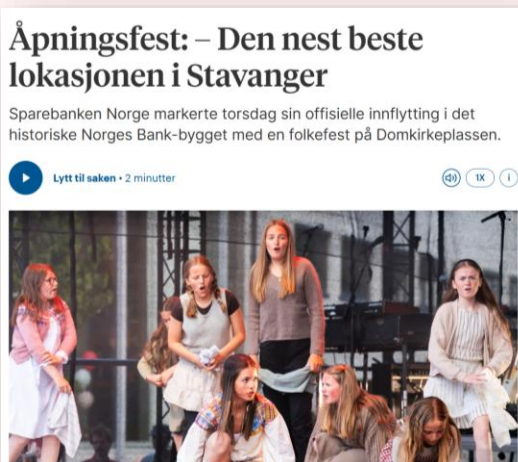 Åpningsfest: – Den nest beste
lokasjonen i Stavanger
Sparebanken Norge markerte torsdag sin offisielle innflytting i det
historiske Norges Bank-bygget med en folkefest på Domkirkeplassen.
Lytt til saken • 2 minutter
1X
i